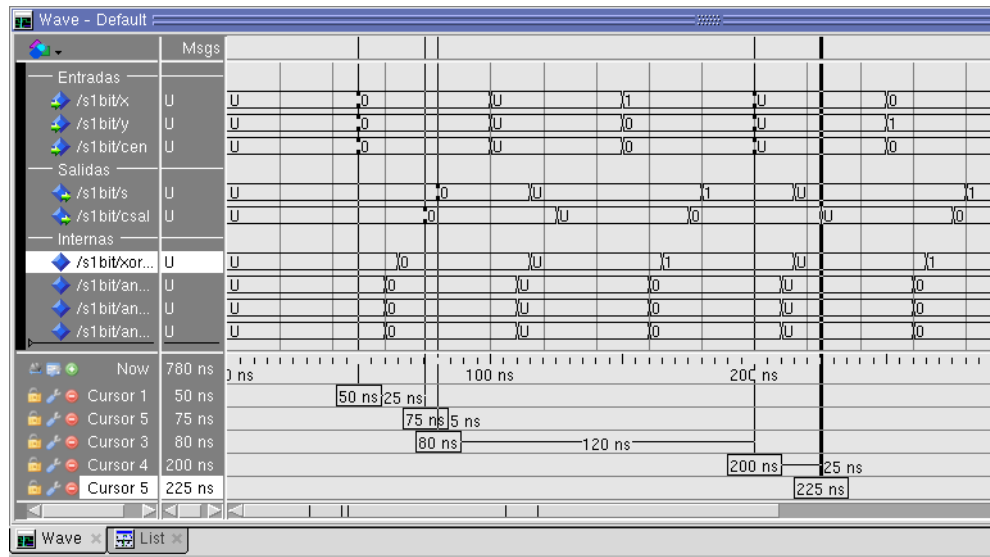 Wave - Default
Msgs
Entradas
/s1bit/x U U 0 U 1 U 0
/s1bit/y U U 0 U 0 U 1
/s1bit/cen U U 0 U 0 U 0
Salidas
/s1bit/s U U 0 U 1 U 1
/s1bit/csal U U 0 U 0 U 0
Internas
/s1bit/xor... U U 0 U 1 U 1
/s1bit/an... U U 0 U 0 U 0
/s1bit/an... U U 0 U 0 U 0
/s1bit/an... U U 0 U 0 U 0
Now 780 ns 0 ns 100 ns 200 ns
Cursor 1 50 ns 50 ns 25 ns
Cursor 5 75 ns 75 ns 5 ns
Cursor 3 80 ns 80 ns 120 ns
Cursor 4 200 ns 200 ns 25 ns
Cursor 5 225 ns 225 ns
Wave List